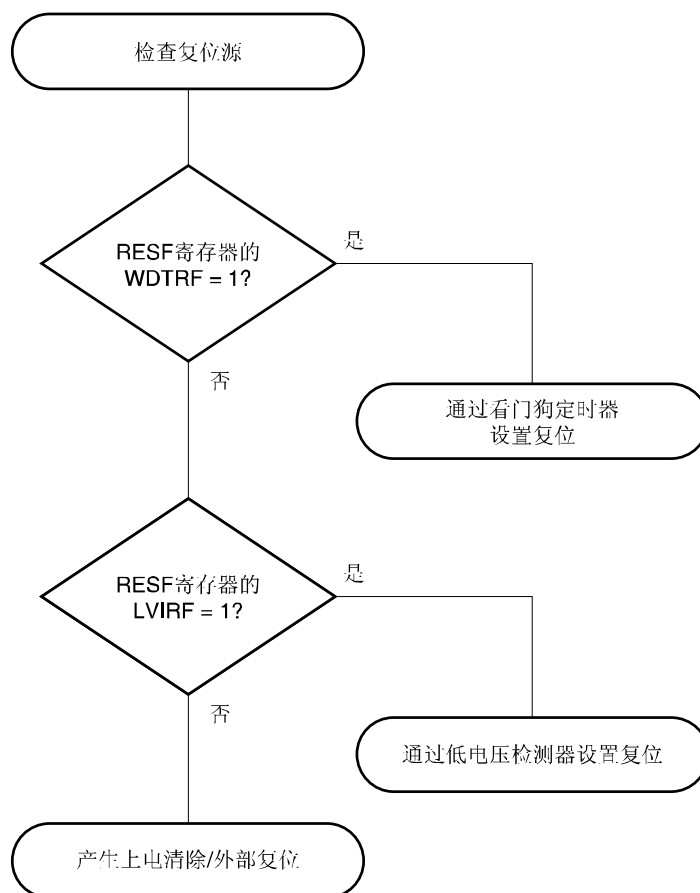 检查复位源
RESF寄存器的
WDTRF = 1?
是
否
通过看门狗定时器
设置复位
RESF寄存器的
LVIRF = 1?
是
否
通过低电压检测器设置复位
产生上电清除/外部复位